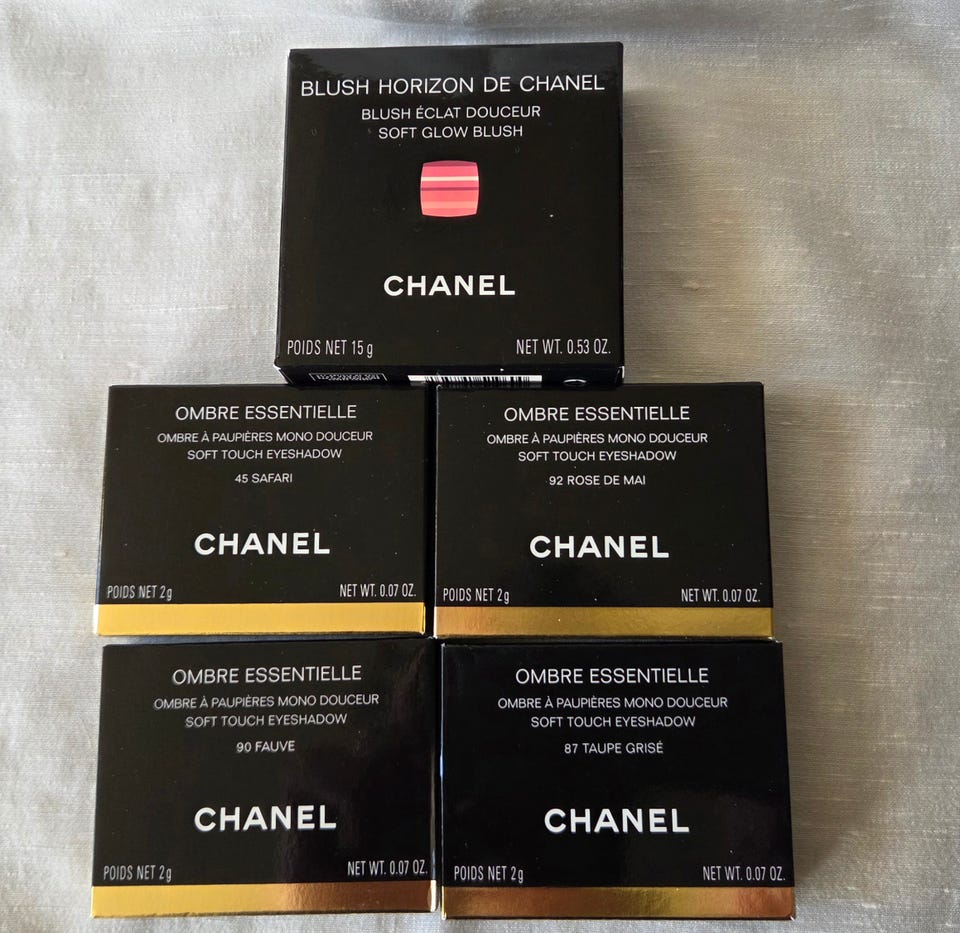 BLUSH HORIZON DE CHANEL
BLUSH ÉCLAT DOUCEUR
SOFT GLOW BLUSH
CHANEL
POIDS NET 15 g
NET WT. 0.53 OZ.
OMBRE ESSENTIELLE
OMBRE À PAUPIÈRES MONO DOUCEUR
SOFT TOUCH EYESHADOW
45 SAFARI
CHANEL
POIDS NET 2 g
NET WT. 0.07 OZ.
OMBRE ESSENTIELLE
OMBRE À PAUPIÈRES MONO DOUCEUR
SOFT TOUCH EYESHADOW
92 ROSE DE MAI
CHANEL
POIDS NET 2 g
NET WT. 0.07 OZ.
OMBRE ESSENTIELLE
OMBRE À PAUPIÈRES MONO DOUCEUR
SOFT TOUCH EYESHADOW
90 FAUVE
CHANEL
POIDS NET 2 g
NET WT. 0.07 OZ.
OMBRE ESSENTIELLE
OMBRE À PAUPIÈRES MONO DOUCEUR
SOFT TOUCH EYESHADOW
87 TAUPE GRISÉ
CHANEL
POIDS NET 2 g
NET WT. 0.07 OZ.